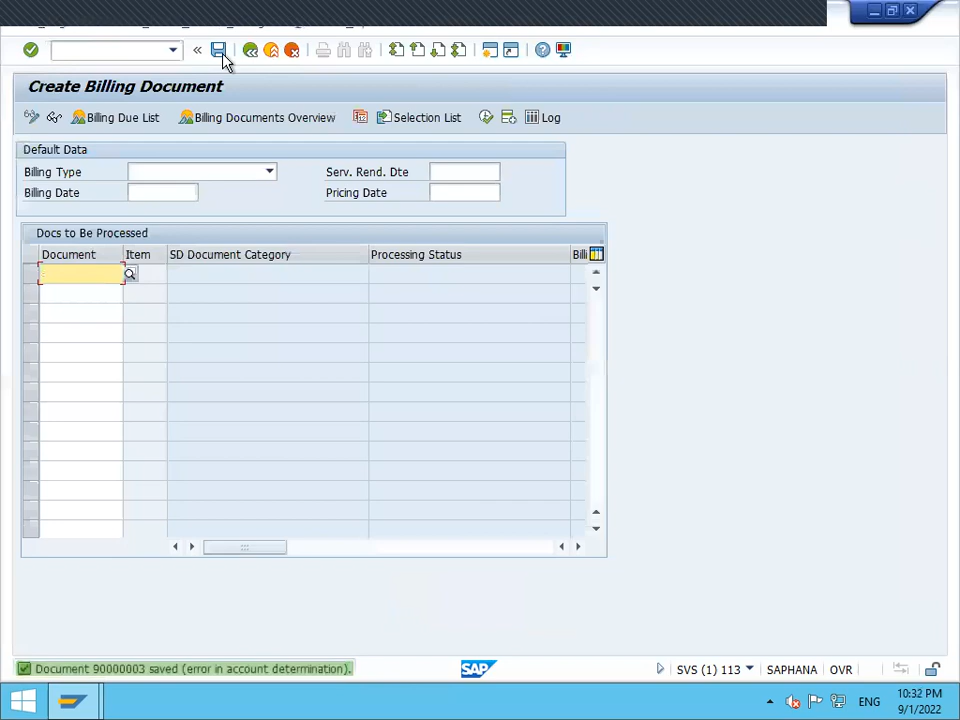 Create Billing Document
Billing Due List Billing Documents Overview Selection List Log
Default Data
Billing Type Serv. Rend. Dte
Billing Date Pricing Date
Docs to Be Processed
Document Item SD Document Category Processing Status Billi
Document 90000003 saved (error in account determination). SAP SVS (1) 113 SAPHANA OVR
ENG 10:32 PM
9/1/2022